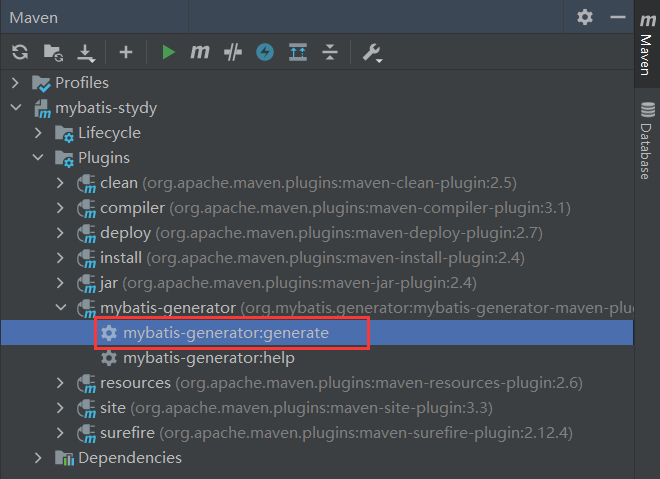 Maven
Profiles
mybatis-stydy
Lifecycle
Plugins
clean (org.apache.maven.plugins:maven-clean-plugin:2.5)
compiler (org.apache.maven.plugins:maven-compiler-plugin:3.1)
deploy (org.apache.maven.plugins:maven-deploy-plugin:2.7)
install (org.apache.maven.plugins:maven-install-plugin:2.4)
jar (org.apache.maven.plugins:maven-jar-plugin:2.4)
mybatis-generator (org.mybatis.generator:mybatis-generator-maven-plu
mybatis-generator:generate
mybatis-generator:help
resources (org.apache.maven.plugins:maven-resources-plugin:2.6)
site (org.apache.maven.plugins:maven-site-plugin:3.3)
surefire (org.apache.maven.plugins:maven-surefire-plugin:2.12.4)
Dependencies
Maven
Database